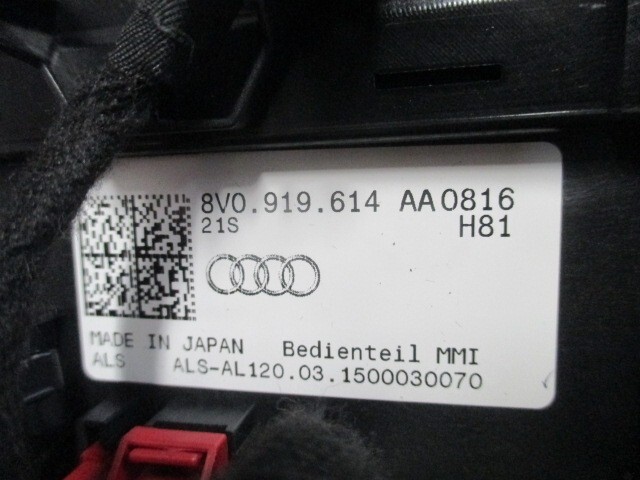 8V0.919.614 AA0816
21S H81
MADE IN JAPAN Bedienteil MMI
ALS ALS-AL120.03.1500030070